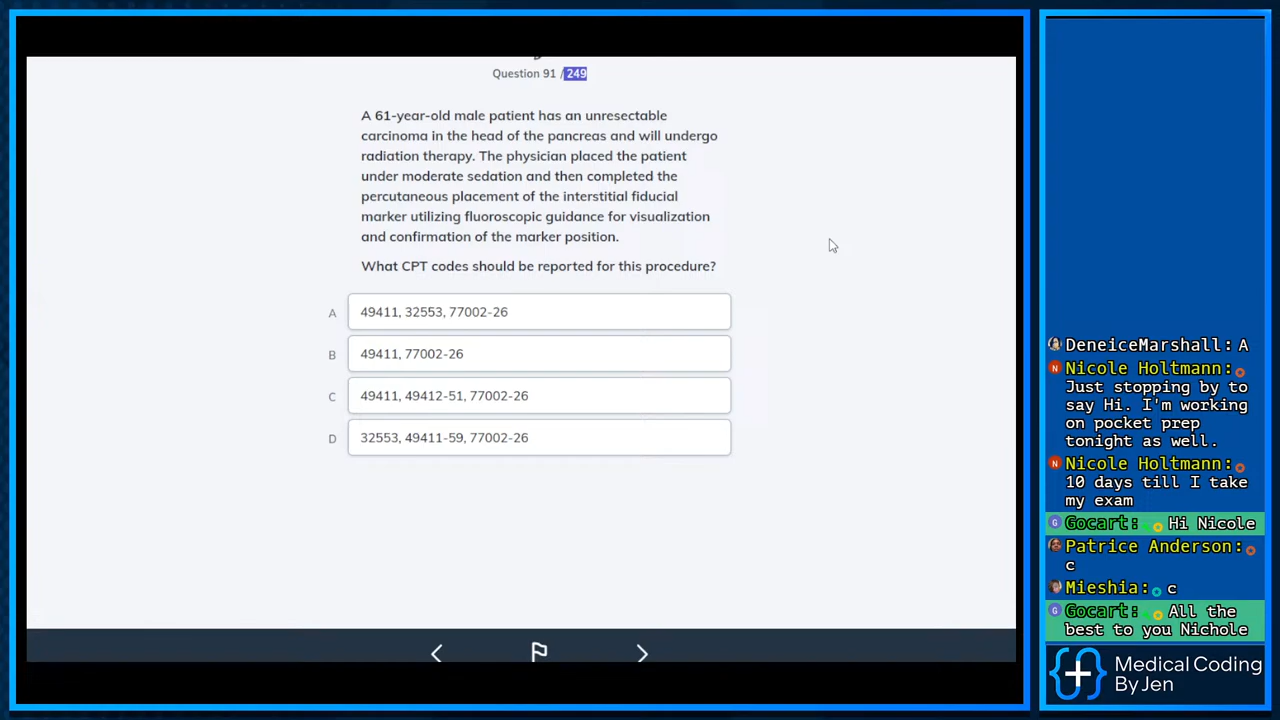 Question 91 /249
A 61-year-old male patient has an unresectable
carcinoma in the head of the pancreas and will undergo
radiation therapy. The physician placed the patient
under moderate sedation and then completed the
percutaneous placement of the interstitial fiducial
marker utilizing fluoroscopic guidance for visualization
and confirmation of the marker position.
What CPT codes should be reported for this procedure?
A 49411, 32553, 77002-26
B 49411, 77002-26
C 49411, 49412-51, 77002-26
D 32553, 49411-59, 77002-26
DeneiceMarshall: A
N Nicole Holtmann:
Just stopping by to
say Hi. I'm working
on pocket prep
tonight as well.
N Nicole Holtmann:
10 days till I take
my exam
G Gocart: Hi Nicole
Patrice Anderson:
c
Mieshia: c
G Gocart: All the
best to you Nichole
Medical Coding
By Jen